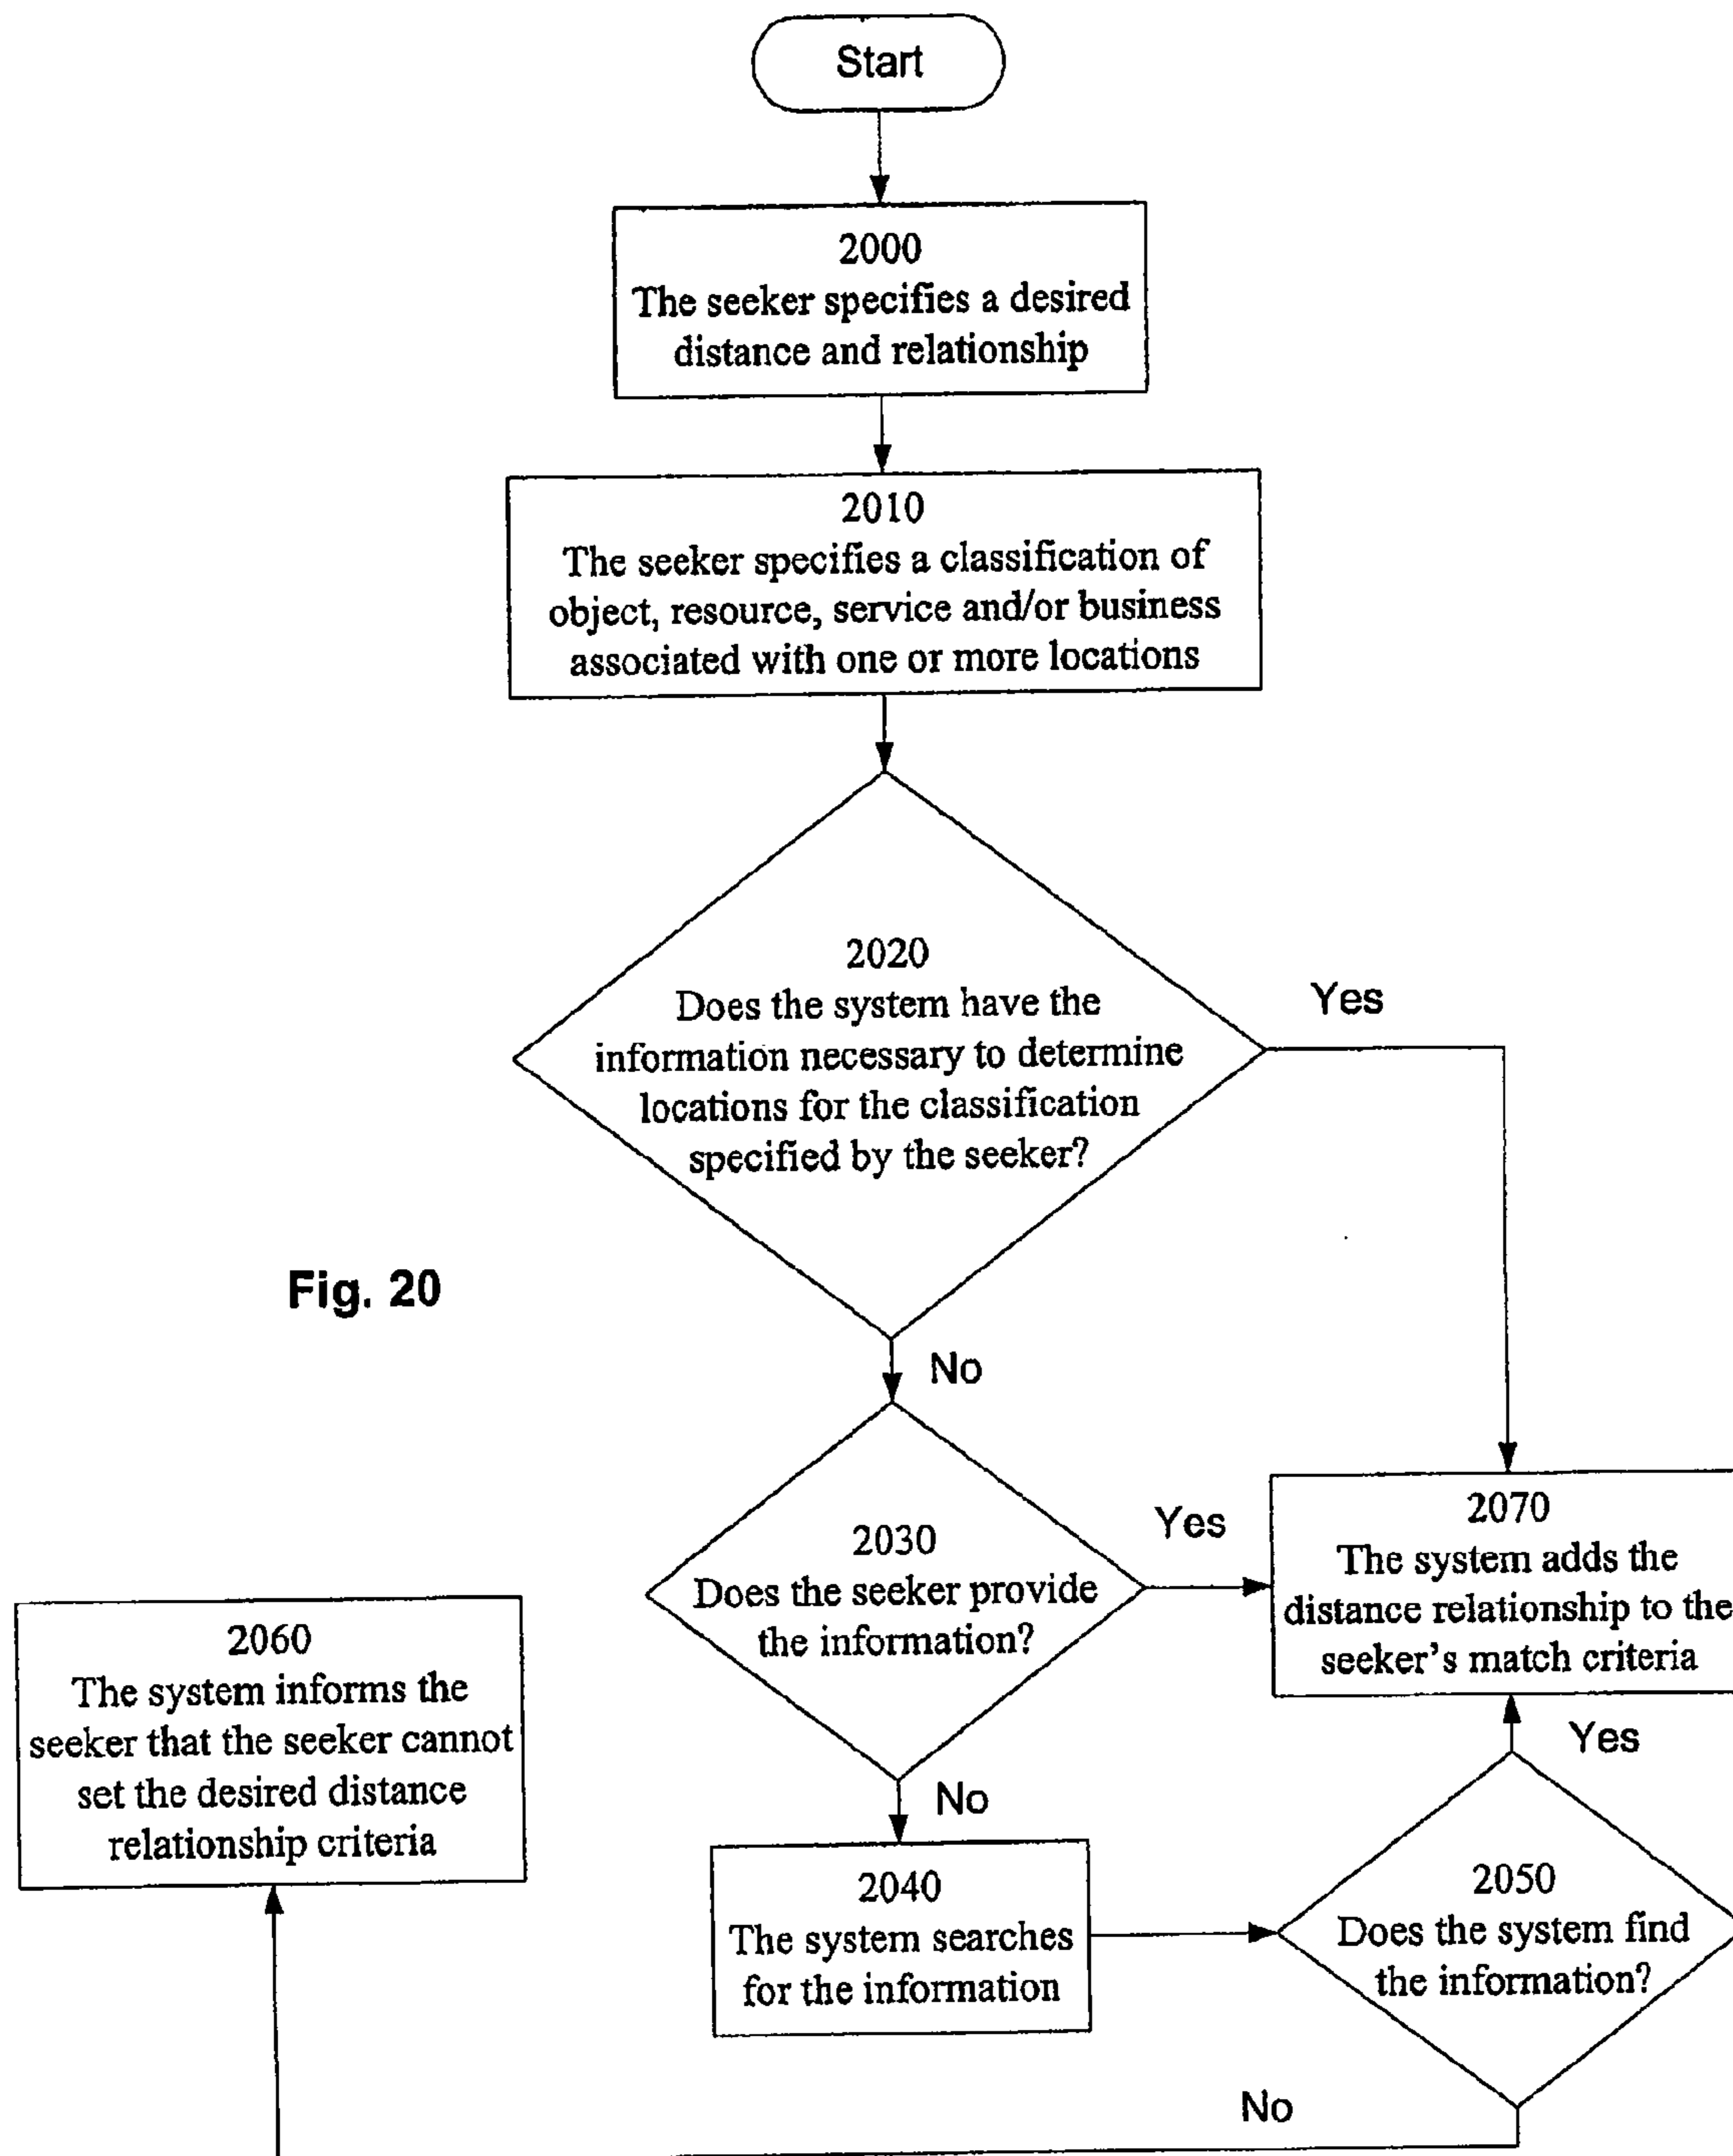 Start
2000
The seeker specifies a desired
distance and relationship
2010
The seeker specifies a classification of
object, resource, service and/or business
associated with one or more locations
2020
Does the system have the
information necessary to determine
locations for the classification
specified by the seeker?
Yes
Fig. 20
No
2030
Does the seeker provide
the information?
Yes
2070
The system adds the
distance relationship to the
seeker's match criteria
2060
The system informs the
seeker that the seeker cannot
set the desired distance
relationship criteria
No
Yes
2040
The system searches
for the information
2050
Does the system find
the information?
No